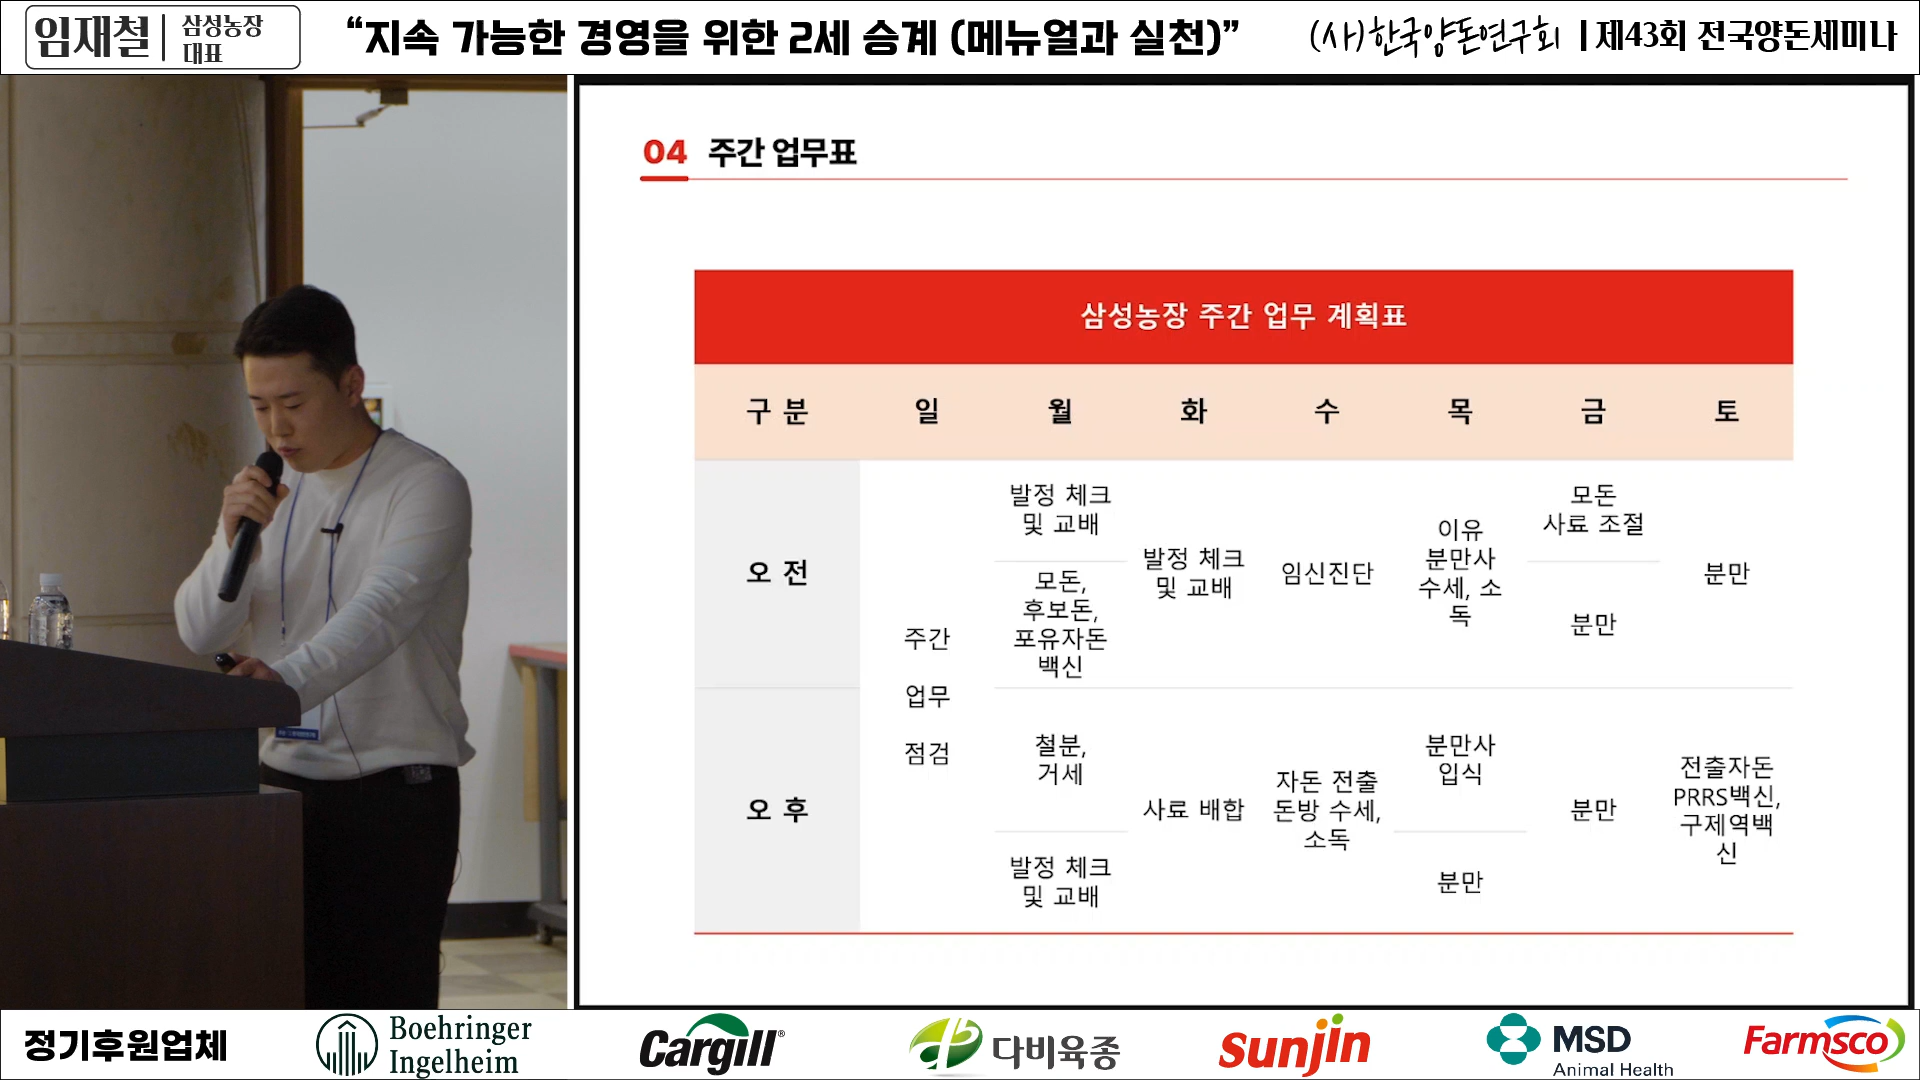 임재철 삼성농장 대표
“지속 가능한 경영을 위한 2세 승계 (메뉴얼과 실천)”
(사)한국양돈연구회 | 제43회 전국양돈세미나
04 주간 업무표
삼성농장 주간 업무 계획표
구 분 일 월 화 수 목 금 토
오 전
주간
업무
점검
발정 체크
및 교배
모돈,
후보돈,
포유자돈
백신
발정 체크
및 교배
임신진단
이유
분만사
수세, 소
독
모돈
사료 조절
분만
분만
오 후
철분,
거세
발정 체크
및 교배
사료 배합
자돈 전출
돈방 수세,
소독
분만사
입식
분만
분만
전출자돈
PRRS백신,
구제역백
신
정기후원업체
Boehringer
Ingelheim
Cargill®
다비육종
Sunjin
MSD
Animal Health
Farmsco